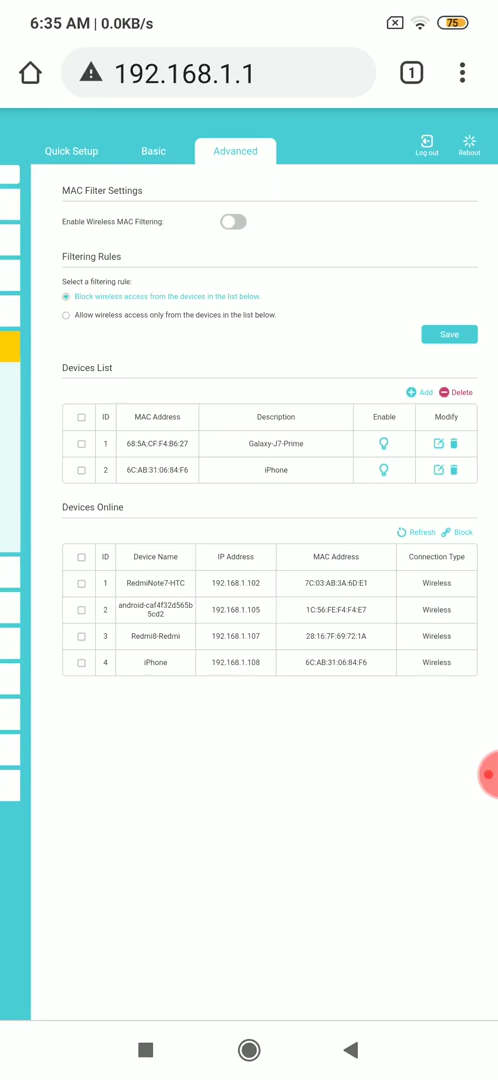 6:35 AM | 0.0KB/s
75
192.168.1.1
1
Quick Setup Basic Advanced Log out Reboot
MAC Filter Settings
Enable Wireless MAC Filtering:
Filtering Rules
Select a filtering rule:
Block wireless access from the devices in the list below.
Allow wireless access only from the devices in the list below.
Save
Devices List
Add Delete
ID MAC Address Description Enable Modify
1 68:5A:CF:F4:B6:27 Galaxy-J7-Prime
2 6C:AB:31:06:84:F6 iPhone
Devices Online
Refresh Block
ID Device Name IP Address MAC Address Connection Type
1 RedmiNote7-HTC 192.168.1.102 7C:03:AB:3A:6D:E1 Wireless
2 android-caf4f32d565b 192.168.1.105 1C:56:FE:F4:F4:E7 Wireless
5cd2
3 Redmi8-Redmi 192.168.1.107 28:16:7F:69:72:1A Wireless
4 iPhone 192.168.1.108 6C:AB:31:06:84:F6 Wireless